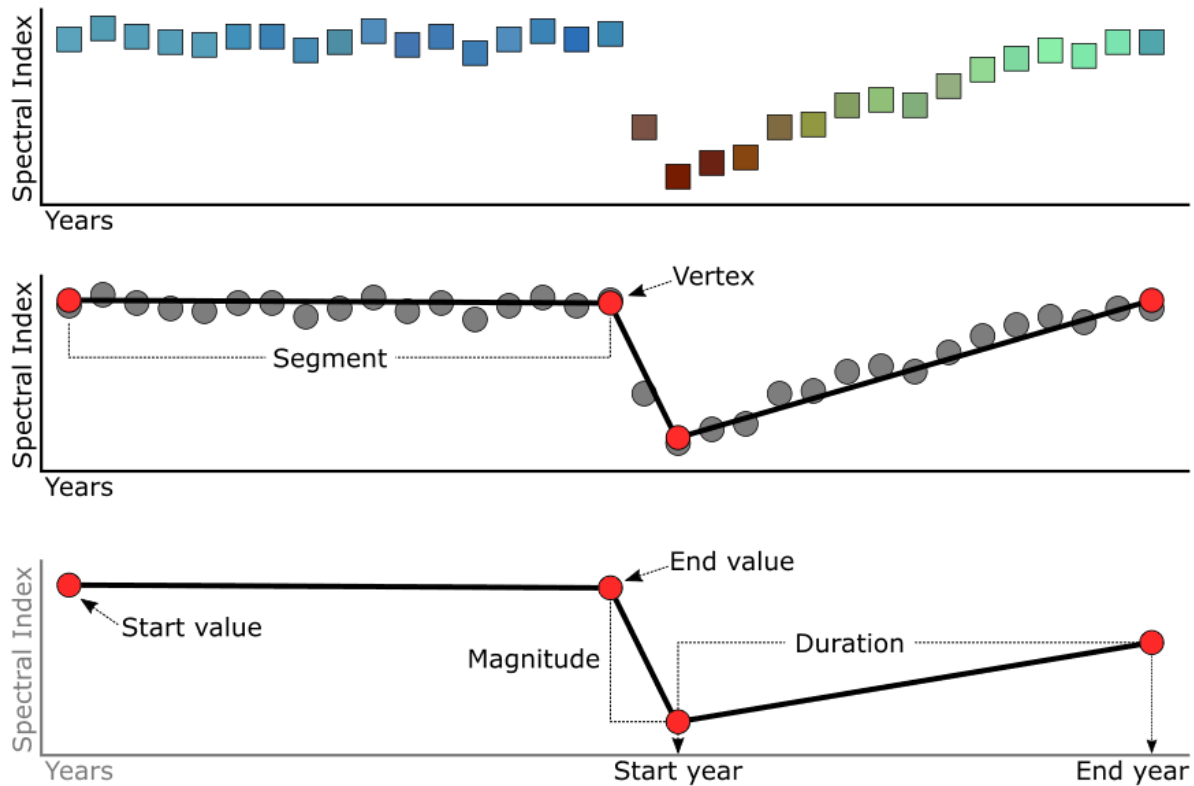 Spectral Index
Years
Vertex
Segment
Spectral Index
Years
End value
Start value
Magnitude
Duration
Spectral Index
Years
Start year
End year